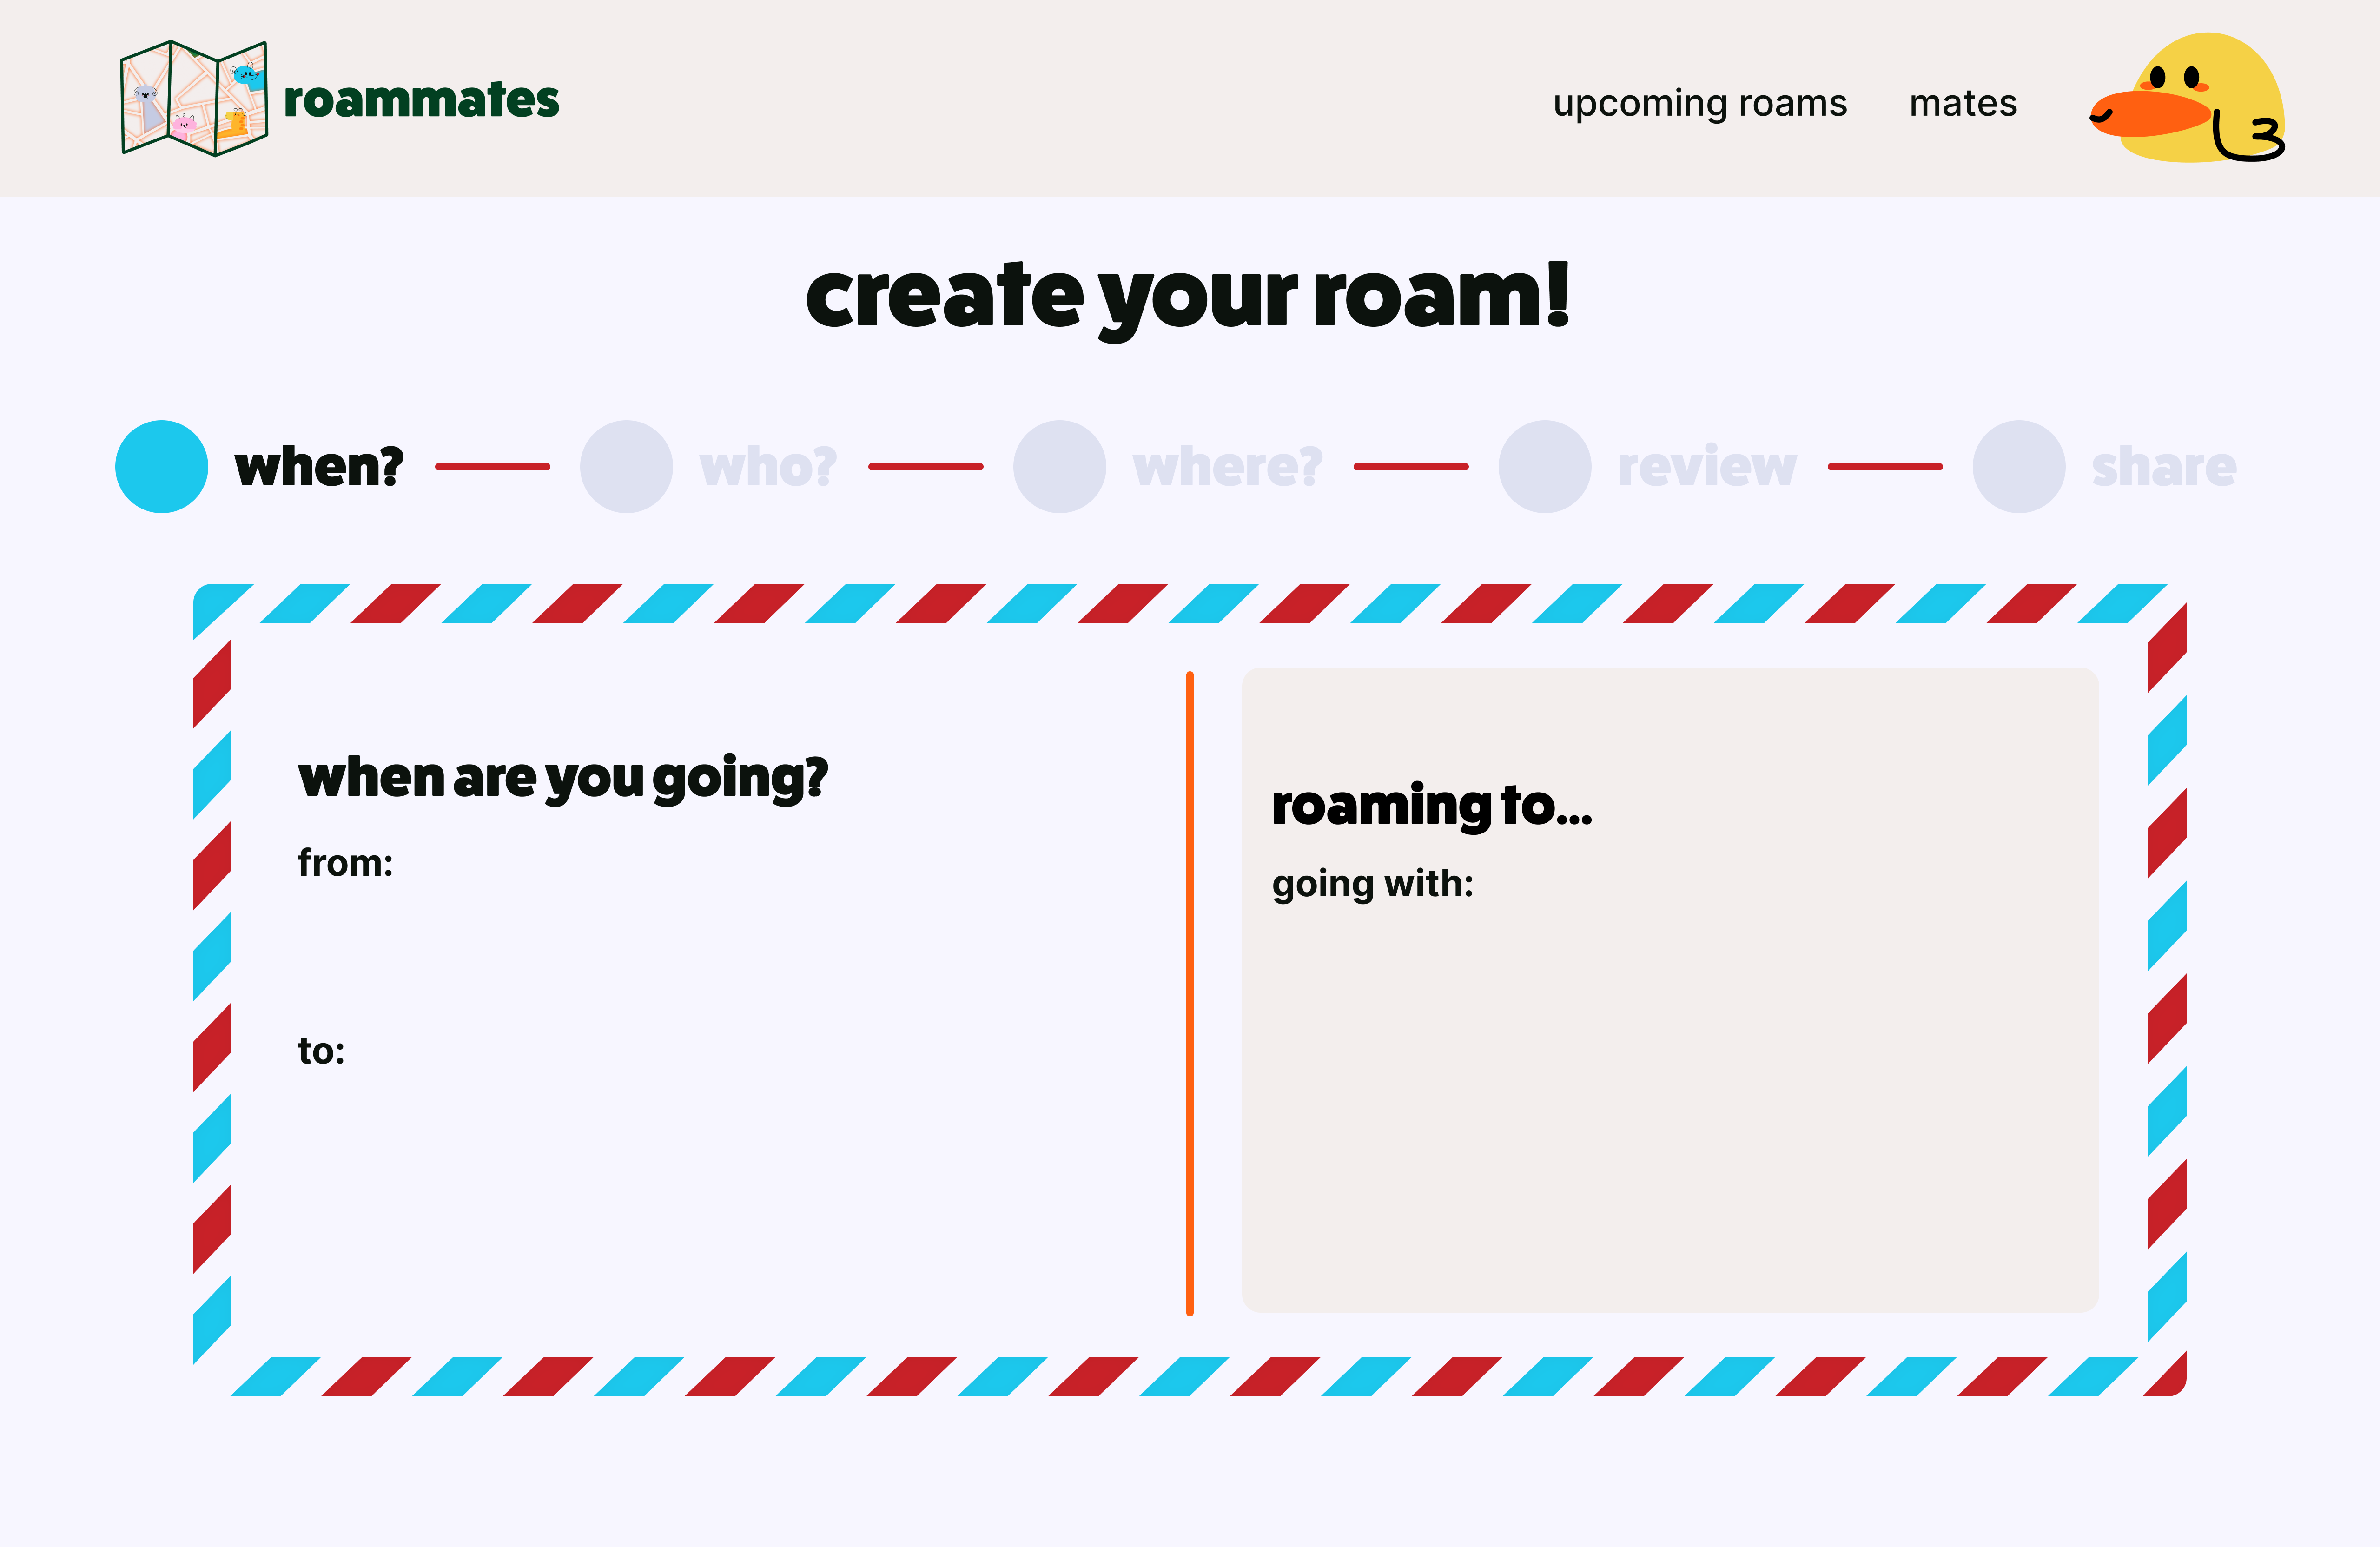 roammates
upcoming roams
mates
create your roam!
when?
who?
where?
review
share
when are you going?
from:
to:
roaming to...
going with: